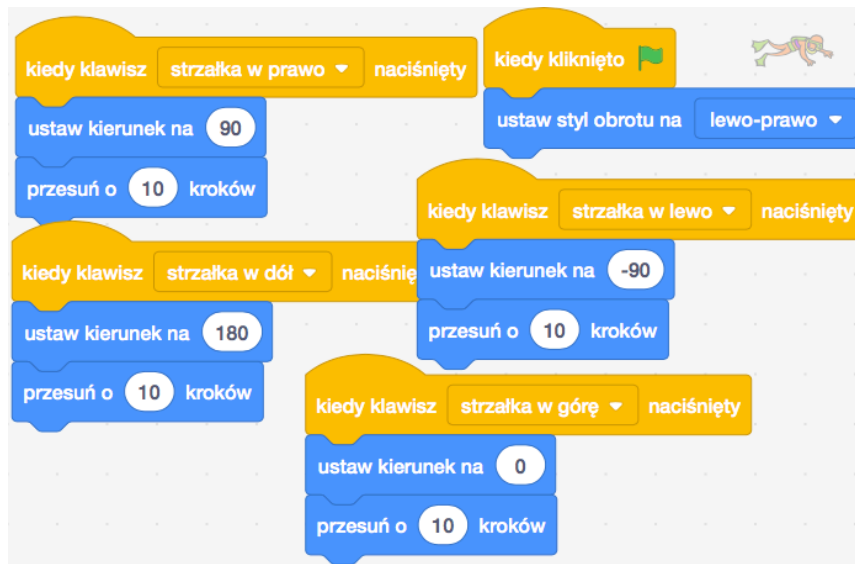 kiedy klawisz strzałka w prawo naciśnięty
ustaw kierunek na 90
przesuń o 10 kroków
kiedy kliknięto
ustaw styl obrotu na lewo-prawo
kiedy klawisz strzałka w lewo naciśnięty
ustaw kierunek na -90
przesuń o 10 kroków
kiedy klawisz strzałka w dół naciśnię
ustaw kierunek na 180
przesuń o 10 kroków
kiedy klawisz strzałka w górę naciśnięty
ustaw kierunek na 0
przesuń o 10 kroków